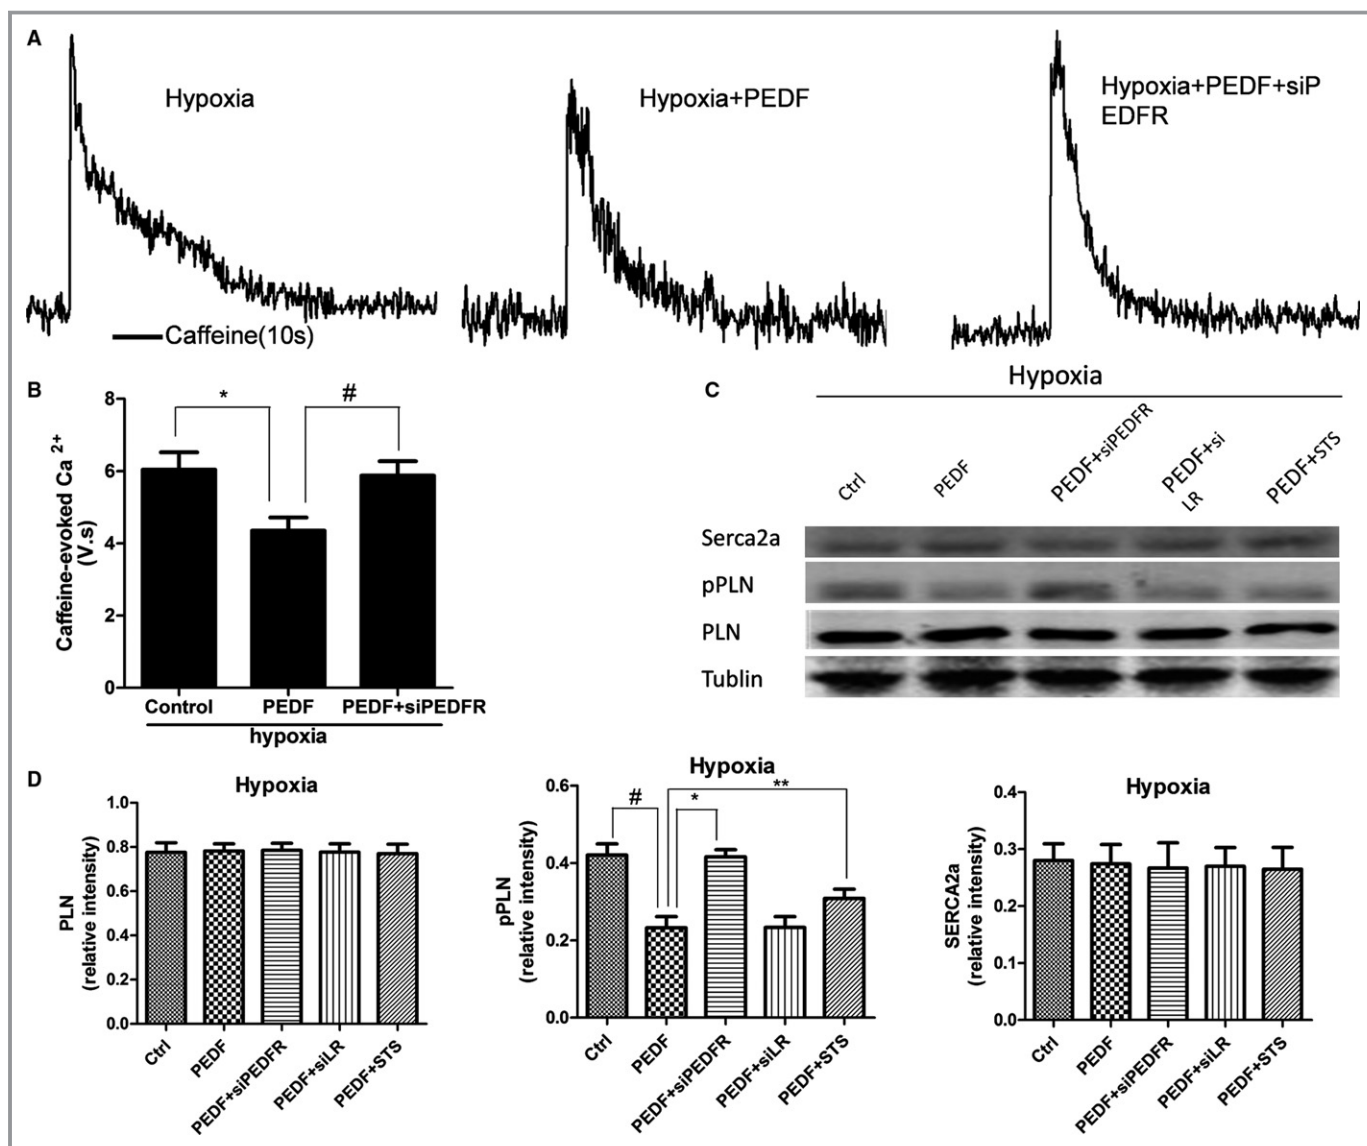 A
Hypoxia
Hypoxia+PEDF
Hypoxia+PEDF+siP
EDFR
Caffeine(10s)
B
Caffeine-evoked Ca 2+
(V.s)
8
6
4
2
0
*
#
Control
PEDF
PEDF+siPEDFR
hypoxia
C
Hypoxia
Ctrl
PEDF
PEDF+siPEDFR
PEDF+si
LR
PEDF+STS
Serca2a
pPLN
PLN
Tublin
D
Hypoxia
PLN
(relative intensity)
1.0
0.8
0.6
0.4
0.2
0.0
Ctrl
PEDF
PEDF+siPEDFR
PEDF+siLR
PEDF+STS
Hypoxia
pPLN
(relative intensity)
0.6
0.4
0.2
0.0
#
*
**
Ctrl
PEDF
PEDF+siPEDFR
PEDF+siLR
PEDF+STS
Hypoxia
SERCA2a
(relative intensity)
0.4
0.3
0.2
0.1
0.0
Ctrl
PEDF
PEDF+siPEDFR
PEDF+siLR
PEDF+STS